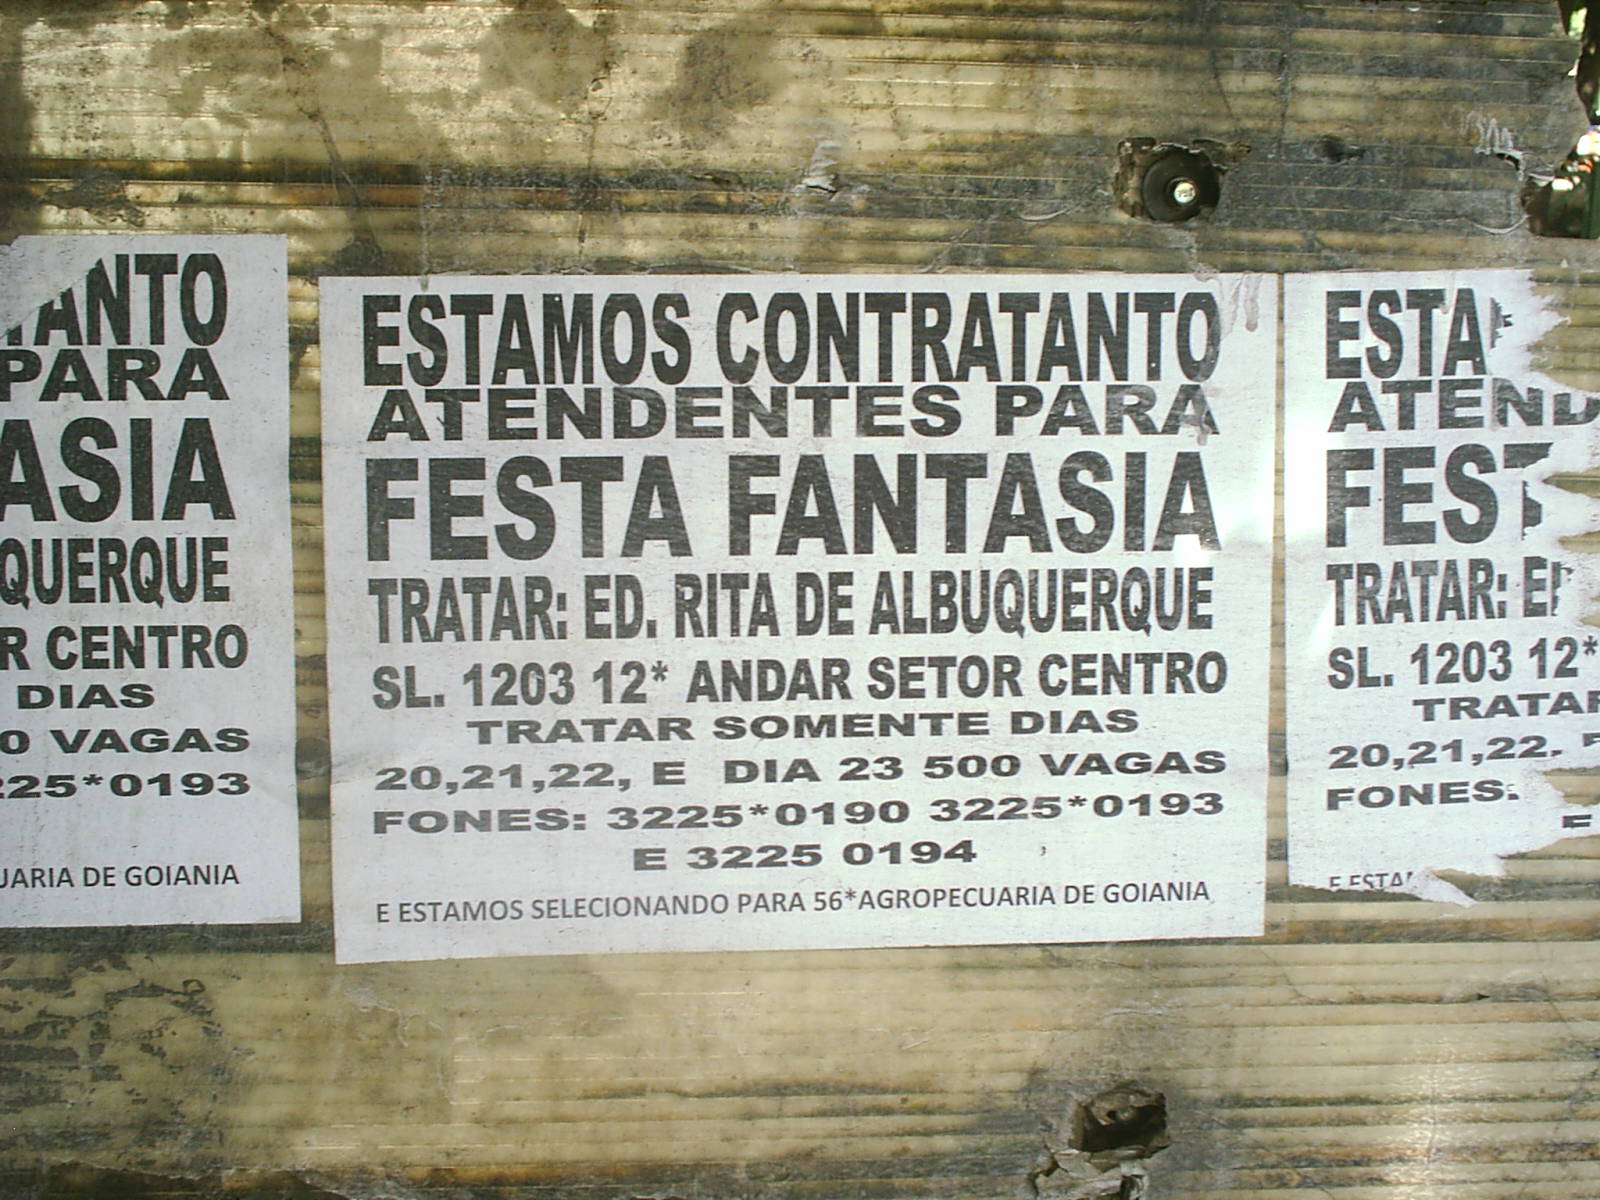 TANTO
PARA
ASIA
QUERQUE
R CENTRO
DIAS
0 VAGAS
225*0193
UARIA DE GOIANIA
ESTAMOS CONTRATANTO
ATENDENTES PARA
FESTA FANTASIA
TRATAR: ED. RITA DE ALBUQUERQUE
SL. 1203 12* ANDAR SETOR CENTRO
TRATAR SOMENTE DIAS
20,21,22, E DIA 23 500 VAGAS
FONES: 3225*0190 3225*0193
E 3225 0194
E ESTAMOS SELECIONANDO PARA 56*AGROPECUARIA DE GOIANIA
ESTA
ATEND
FEST
TRATAR: ED
SL. 1203 12*
TRATAR
20,21,22,
FONES:
E
E ESTA